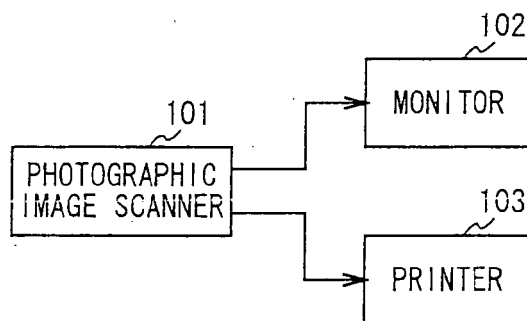 101
PHOTOGRAPHIC
IMAGE SCANNER
102
MONITOR
103
PRINTER